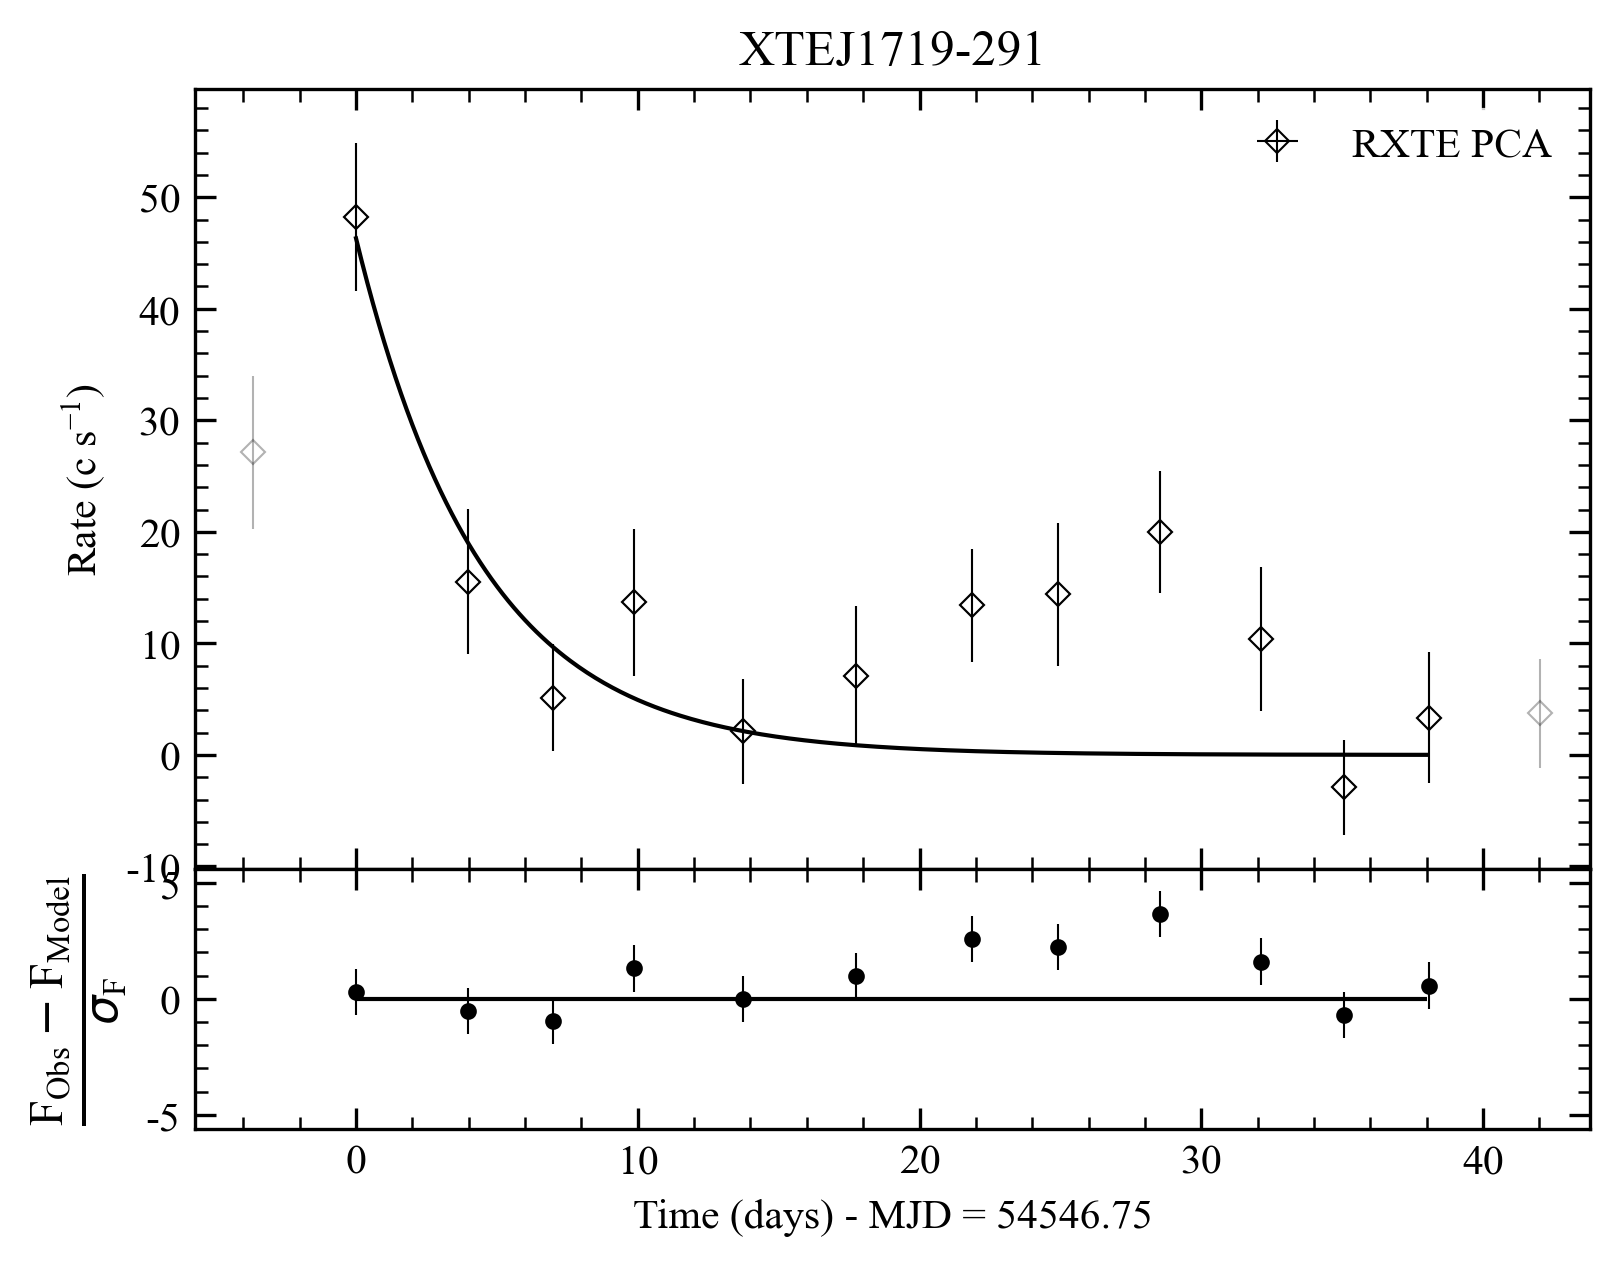 XTEJ1719-291
RXTE PCA
Rate (c s⁻¹)
50
40
30
20
10
0
-10
F_Obs − F_Model
σ_F
5
0
-5
0 10 20 30 40
Time (days) - MJD = 54546.75